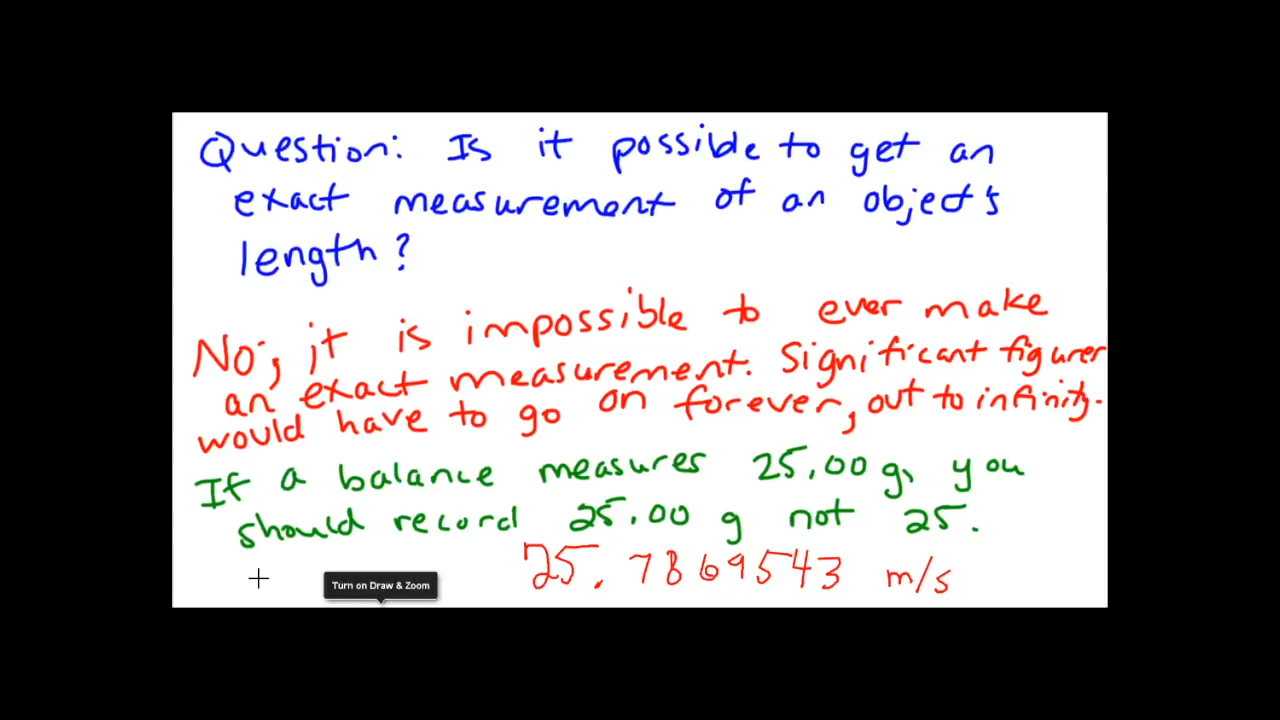 Question: Is it possible to get an
exact measurement of an object's
length?
No; it is impossible to ever make
an exact measurement. Significant figures
would have to go on forever, out to infinity.
If a balance measures 25.00 g, you
should record 25.00 g not 25.
25.7869543 m/s
Turn on Draw & Zoom